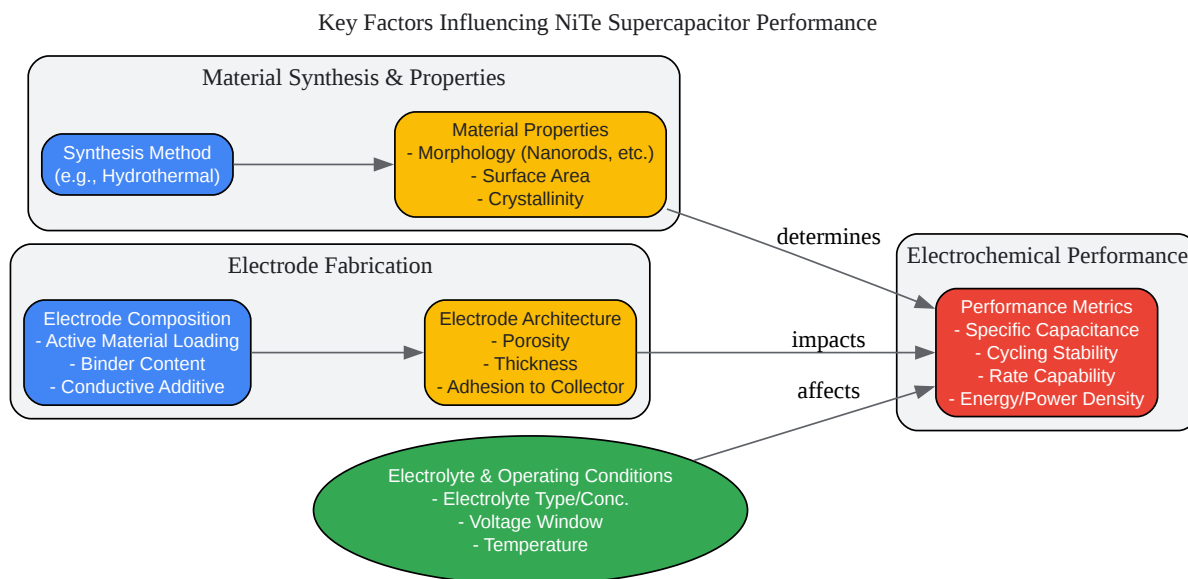 Key Factors Influencing NiTe Supercapacitor Performance
Material Synthesis & Properties
Synthesis Method
(e.g., Hydrothermal)
Material Properties
- Morphology (Nanorods, etc.)
- Surface Area
- Crystallinity
determines
Electrode Fabrication
Electrode Composition
- Active Material Loading
- Binder Content
- Conductive Additive
Electrode Architecture
- Porosity
- Thickness
- Adhesion to Collector
impacts
affects
Electrochemical Performance
Performance Metrics
- Specific Capacitance
- Cycling Stability
- Rate Capability
- Energy/Power Density
Electrolyte & Operating Conditions
- Electrolyte Type/Conc.
- Voltage Window
- Temperature